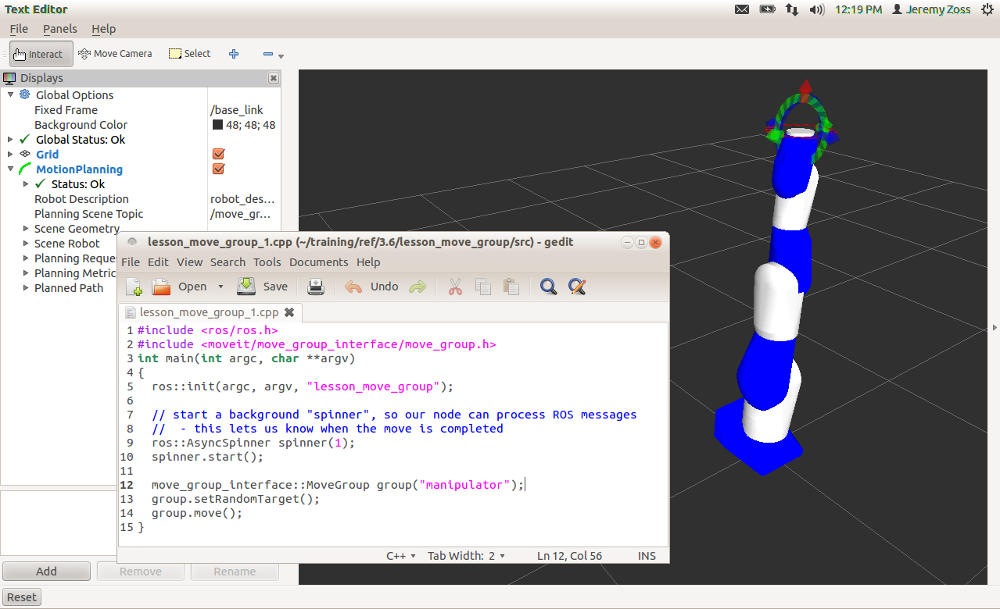 Text Editor
12:19 PM Jeremy Zoss
File Panels Help
Interact Move Camera Select
Displays
Global Options
Fixed Frame /base_link
Background Color 48; 48; 48
Global Status: Ok
Grid
MotionPlanning
Status: Ok
Robot Description robot_des...
Planning Scene Topic /move_gr...
Scene Geometry
Scene Robot
Planning Reque
Planning Metric
Planned Path
lesson_move_group_1.cpp (~/training/ref/3.6/lesson_move_group/src) - gedit
File Edit View Search Tools Documents Help
Open Save Undo
lesson_move_group_1.cpp
1 #include <ros/ros.h>
2 #include <moveit/move_group_interface/move_group.h>
3 int main(int argc, char **argv)
4 {
5   ros::init(argc, argv, "lesson_move_group");
6
7   // start a background "spinner", so our node can process ROS messages
8   //  - this lets us know when the move is completed
9   ros::AsyncSpinner spinner(1);
10   spinner.start();
11
12   move_group_interface::MoveGroup group("manipulator");
13   group.setRandomTarget();
14   group.move();
15 }
C++ Tab Width: 2 Ln 12, Col 56 INS
Add Remove Rename
Reset